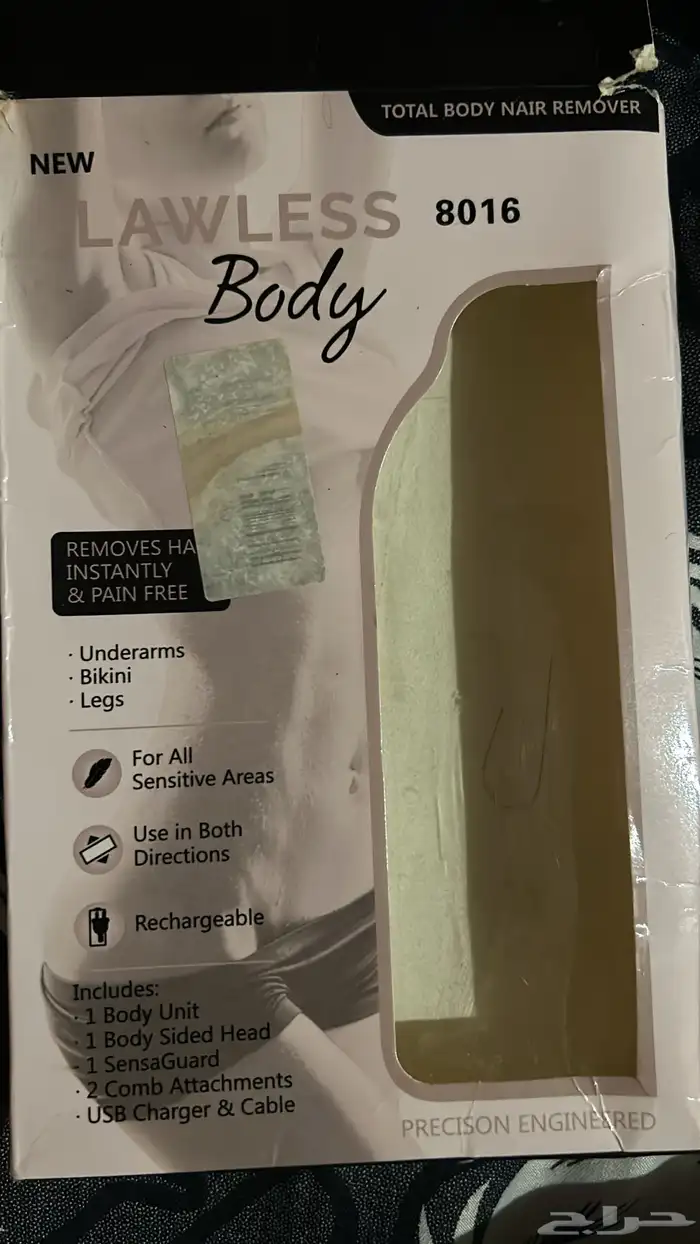 TOTAL BODY NAIR REMOVER
NEW
LAWLESS 8016
Body
REMOVES HA
INSTANTLY
& PAIN FREE
· Underarms
· Bikini
· Legs
For All
Sensitive Areas
Use in Both
Directions
Rechargeable
Includes:
· 1 Body Unit
· 1 Body Sided Head
· 1 SensaGuard
· 2 Comb Attachments
· USB Charger & Cable
PRECISON ENGINEERED
حراج